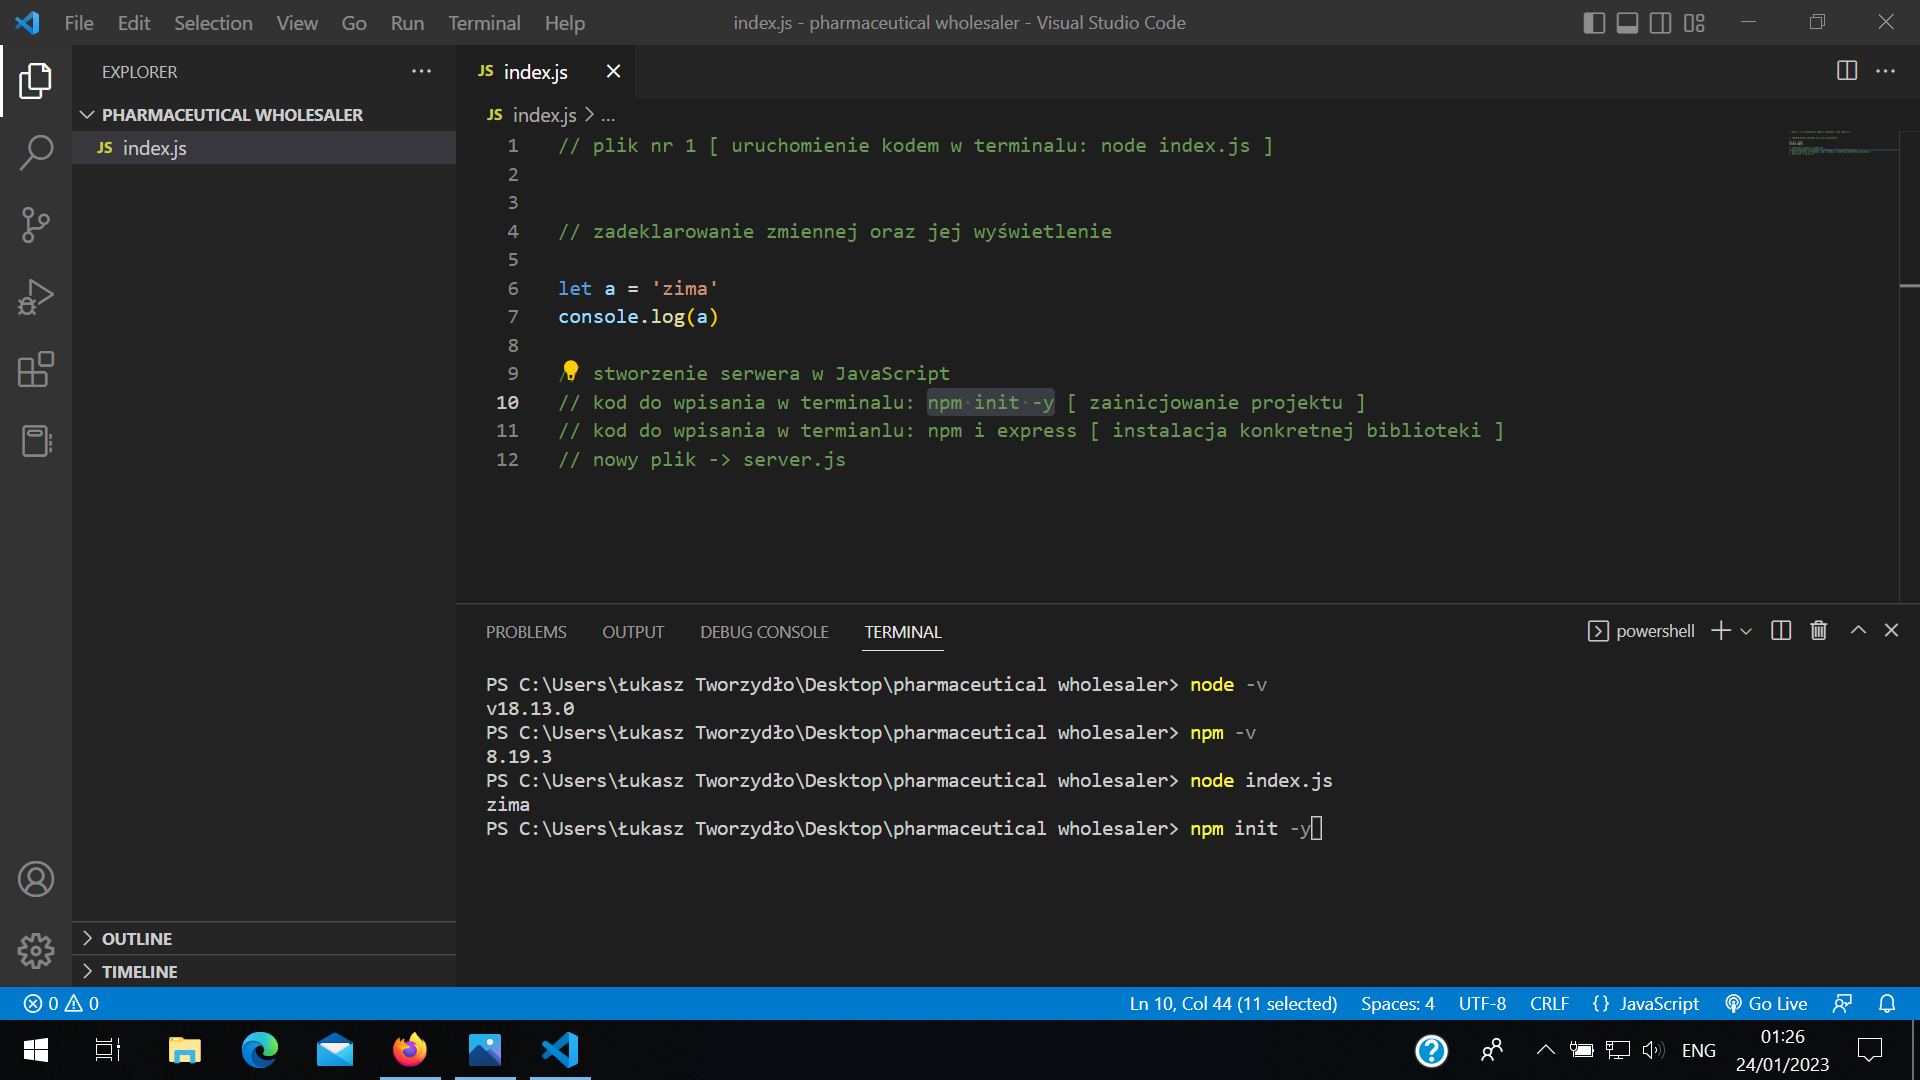 File Edit Selection View Go Run Terminal Help
index.js - pharmaceutical wholesaler - Visual Studio Code
EXPLORER
PHARMACEUTICAL WHOLESALER
JS index.js
OUTLINE
TIMELINE
JS index.js
JS index.js > ...
1 // plik nr 1 [ uruchomienie kodem w terminalu: node index.js ]
2
3
4 // zadeklarowanie zmiennej oraz jej wyświetlenie
5
6 let a = 'zima'
7 console.log(a)
8
9 // stworzenie serwera w JavaScript
10 // kod do wpisania w terminalu: npm init -y [ zainicjowanie projektu ]
11 // kod do wpisania w termianlu: npm i express [ instalacja konkretnej biblioteki ]
12 // nowy plik -> server.js
PROBLEMS OUTPUT DEBUG CONSOLE TERMINAL
powershell
PS C:\Users\Łukasz Tworzydło\Desktop\pharmaceutical wholesaler> node -v
v18.13.0
PS C:\Users\Łukasz Tworzydło\Desktop\pharmaceutical wholesaler> npm -v
8.19.3
PS C:\Users\Łukasz Tworzydło\Desktop\pharmaceutical wholesaler> node index.js
zima
PS C:\Users\Łukasz Tworzydło\Desktop\pharmaceutical wholesaler> npm init -y
0 0
Ln 10, Col 44 (11 selected) Spaces: 4 UTF-8 CRLF {} JavaScript Go Live
ENG
01:26
24/01/2023